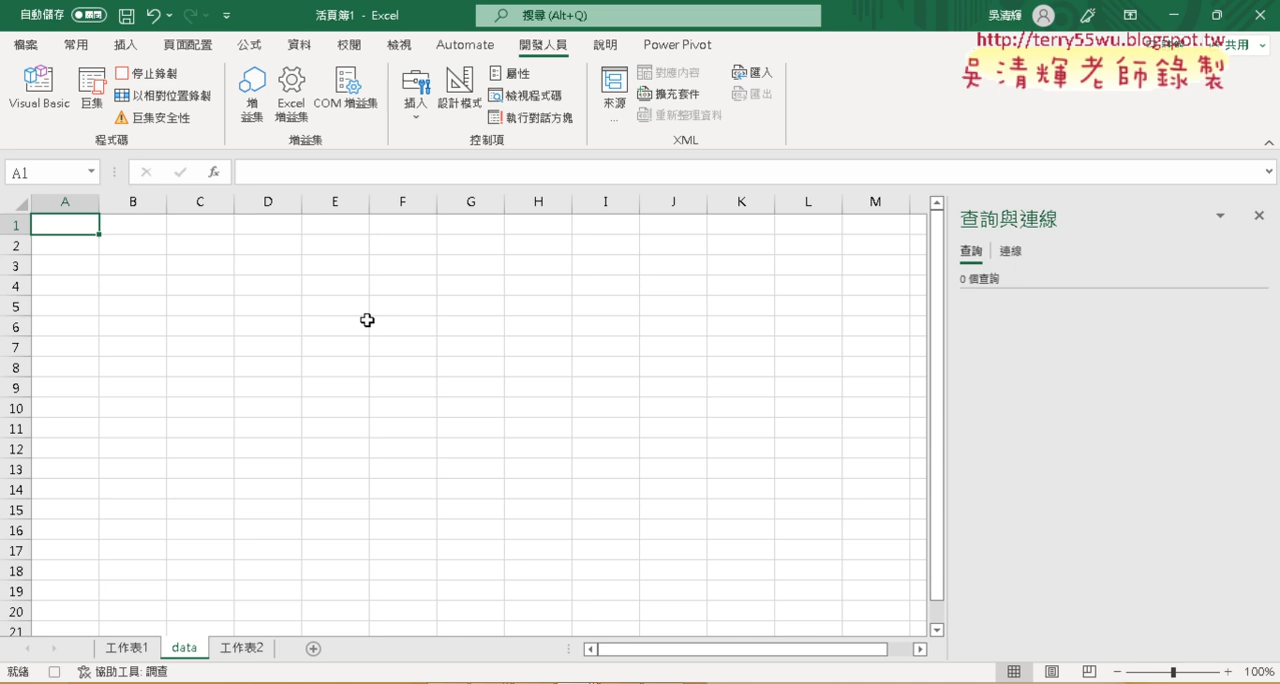 自動儲存 關閉 活頁簿1 - Excel 搜尋 (Alt+Q) 吳清輝
檔案 常用 插入 頁面配置 公式 資料 校閱 檢視 Automate 開發人員 說明 Power Pivot 共用
http://terry55wu.blogspot.tw
吳清輝老師錄製
Visual Basic 巨集 停止錄製 以相對位置錄製 巨集安全性
增益集 Excel 增益集 COM 增益集
插入 設計模式 屬性 檢視程式碼 執行對話方塊
來源... 對應內容 擴充套件 重新整理資料 匯入 匯出
程式碼 增益集 控制項 XML
A1 fx
A B C D E F G H I J K L M
1
2
3
4
5
6
7
8
9
10
11
12
13
14
15
16
17
18
19
20
21
查詢與連線
查詢 連線
0 個查詢
工作表1 data 工作表2
就緒 協助工具: 調查 100%